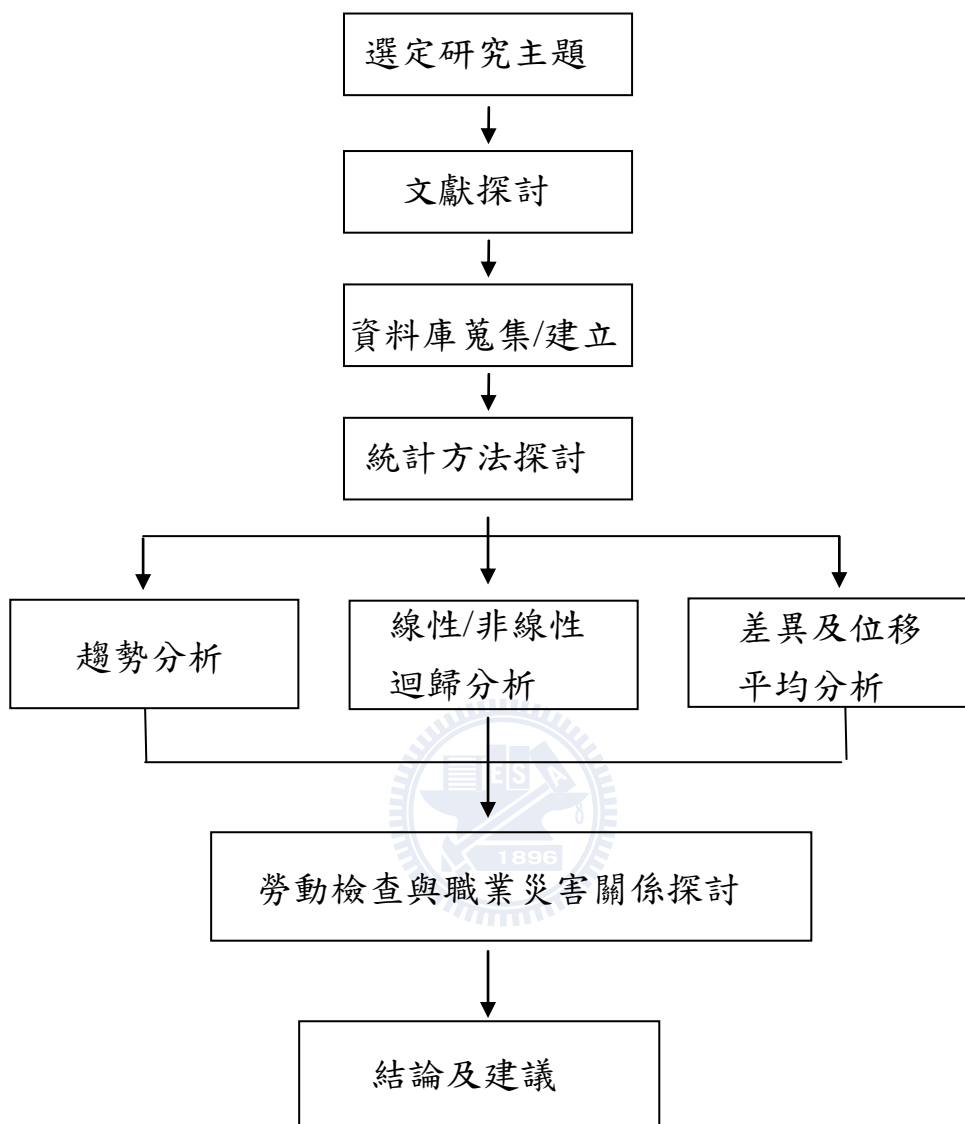 選定研究主題
文獻探討
資料庫蒐集/建立
統計方法探討
趨勢分析
線性/非線性
迴歸分析
差異及位移
平均分析
E S A
1896
勞動檢查與職業災害關係探討
結論及建議